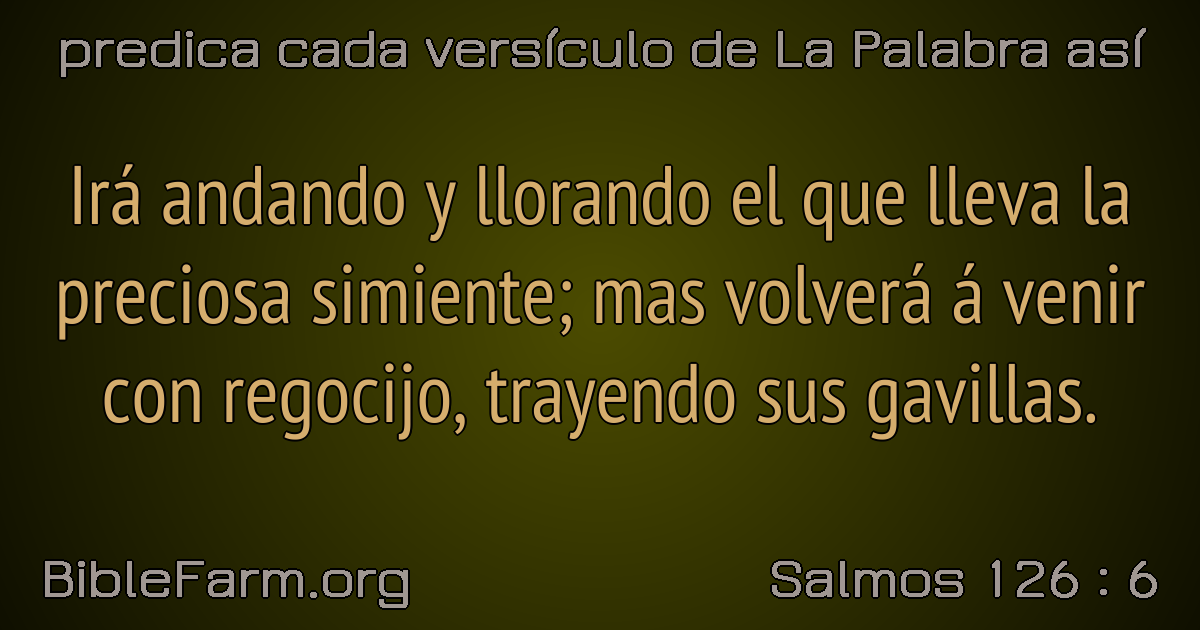 predica cada versículo de La Palabra así
Irá andando y llorando el que lleva la
preciosa simiente; mas volverá á venir
con regocijo, trayendo sus gavillas.
BibleFarm.org
Salmos 126 : 6